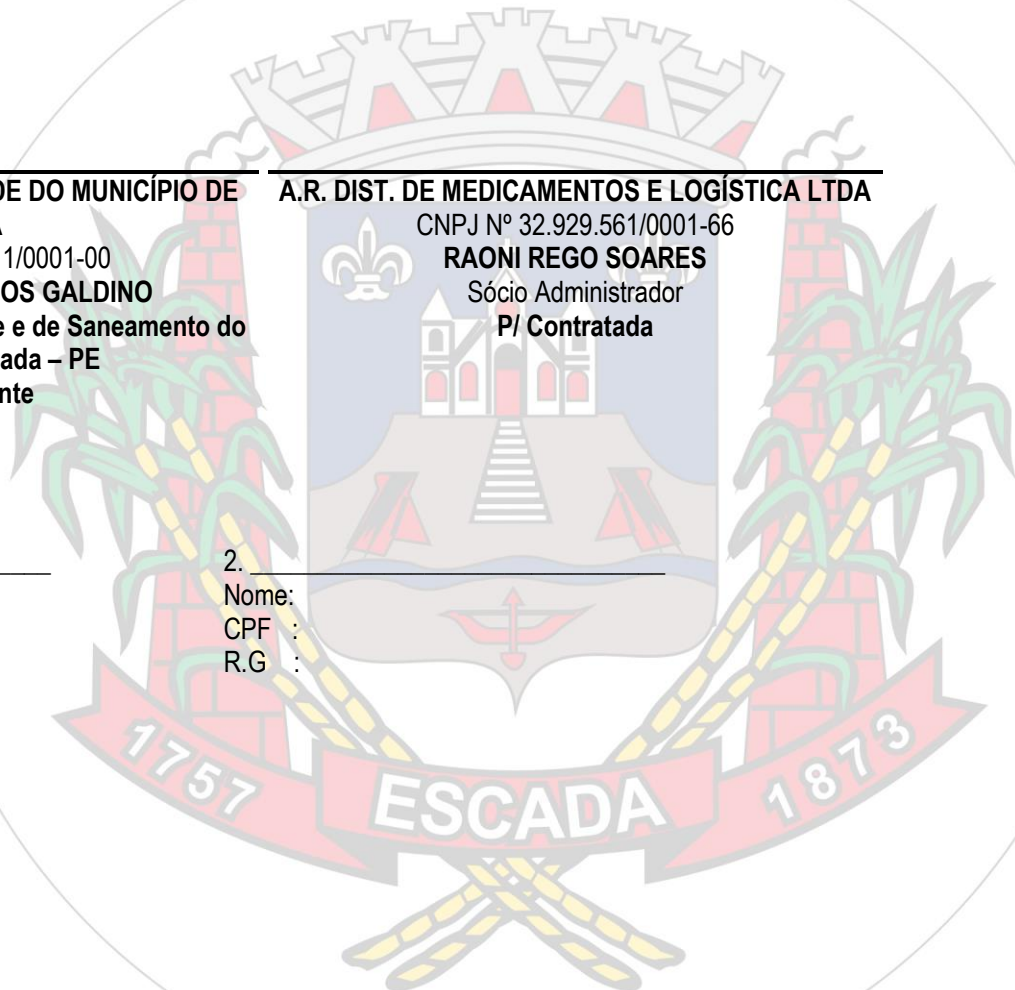 DE DO MUNICÍPIO DE
A
1/0001-00
OS GALDINO
e e de Saneamento do
ada – PE
nte
A.R. DIST. DE MEDICAMENTOS E LOGÍSTICA LTDA
CNPJ Nº 32.929.561/0001-66
RAONI REGO SOARES
Sócio Administrador
P/ Contratada
2. ________________________________
Nome:
CPF :
R.G :
1757 ESCADA 1873